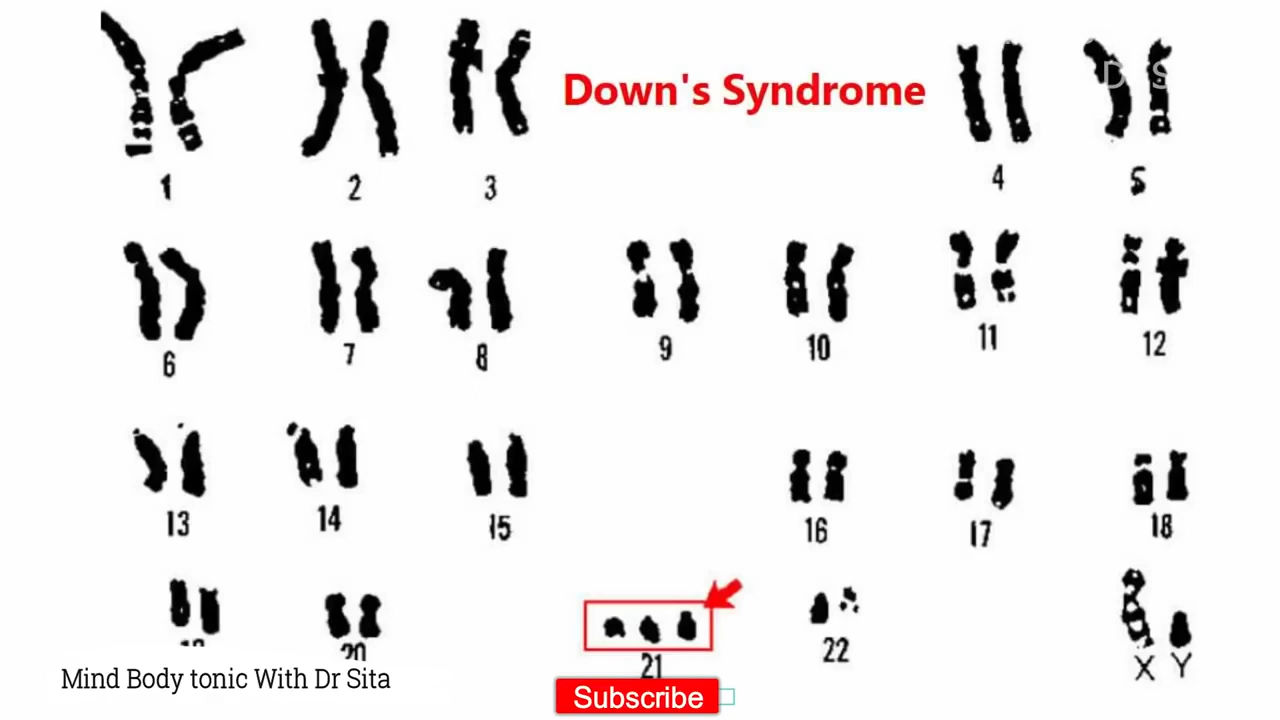 Down's Syndrome
1 2 3 4 5
6 7 8 9 10 11 12
13 14 15 16 17 18
20 21 22 X Y
Mind Body tonic With Dr Sita
Subscribe